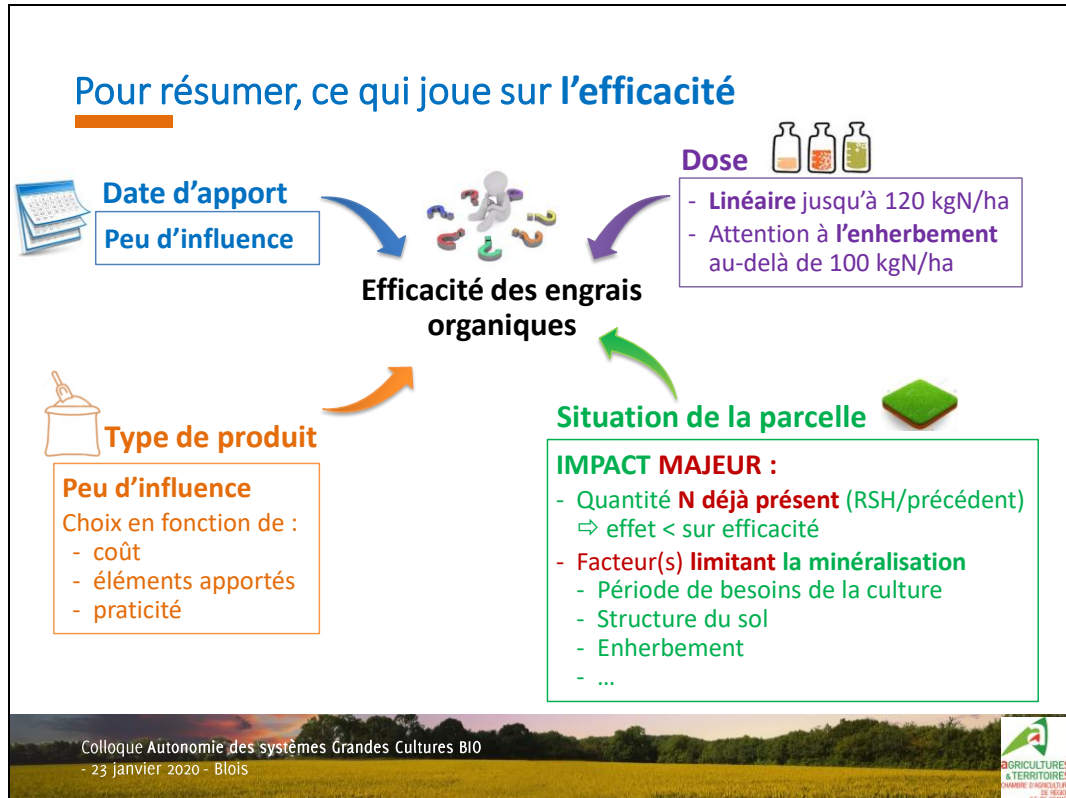 Pour résumer, ce qui joue sur l'efficacité
Date d'apport
Peu d'influence
Dose
- Linéaire jusqu'à 120 kgN/ha
- Attention à l'enherbement
au-delà de 100 kgN/ha
Efficacité des engrais
organiques
Type de produit
Peu d'influence
Choix en fonction de :
- coût
- éléments apportés
- praticité
Situation de la parcelle
IMPACT MAJEUR :
- Quantité N déjà présent (RSH/précédent)
⇨ effet < sur efficacité
- Facteur(s) limitant la minéralisation
- Période de besoins de la culture
- Structure du sol
- Enherbement
- ...
Colloque Autonomie des systèmes Grandes Cultures BIO
- 23 janvier 2020 - Blois
aGRICULTURES
& TERRITOIRES
CHAMBRE D'AGRICULTURE